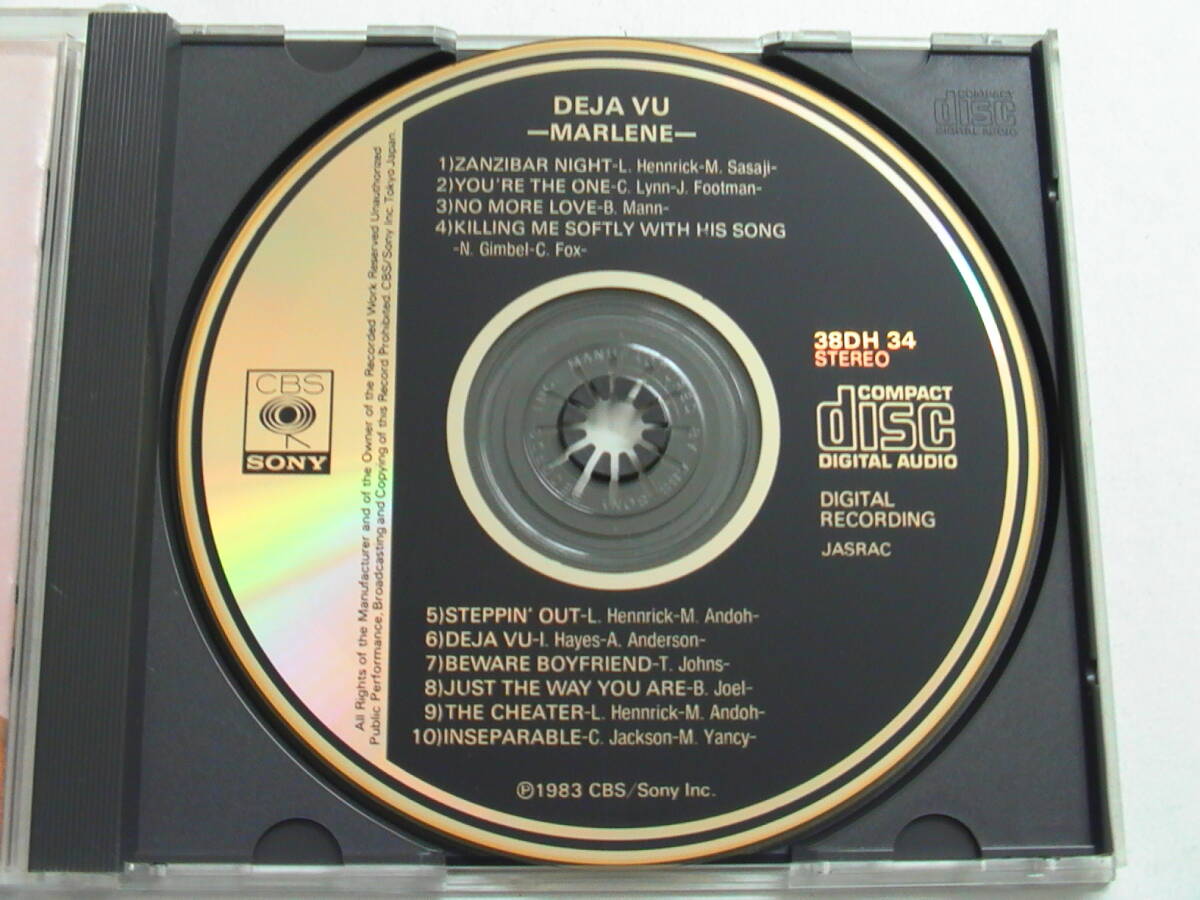 DEJA VU
—MARLENE—
1)ZANZIBAR NIGHT-L. Hennrick-M. Sasaji-
2)YOU'RE THE ONE-C. Lynn-J. Footman-
3)NO MORE LOVE-B. Mann-
4)KILLING ME SOFTLY WITH HIS SONG
-N. Gimbel-C. Fox-
38DH 34
STEREO
COMPACT
disc
DIGITAL AUDIO
DIGITAL
RECORDING
JASRAC
5)STEPPIN' OUT-L. Hennrick-M. Andoh-
6)DEJA VU-I. Hayes-A. Anderson-
7)BEWARE BOYFRIEND-T. Johns-
8)JUST THE WAY YOU ARE-B. Joel-
9)THE CHEATER-L. Hennrick-M. Andoh-
10)INSEPARABLE-C. Jackson-M. Yancy-
Ⓟ1983 CBS/Sony Inc.
CBS
SONY
All Rights of the Manufacturer and of the Owner of the Recorded Work Reserved Unauthorized
Public Performance, Broadcasting and Copying of this Record Prohibited. CBS/Sony Inc. Tokyo Japan.
COMPACT
disc
DIGITAL AUDIO